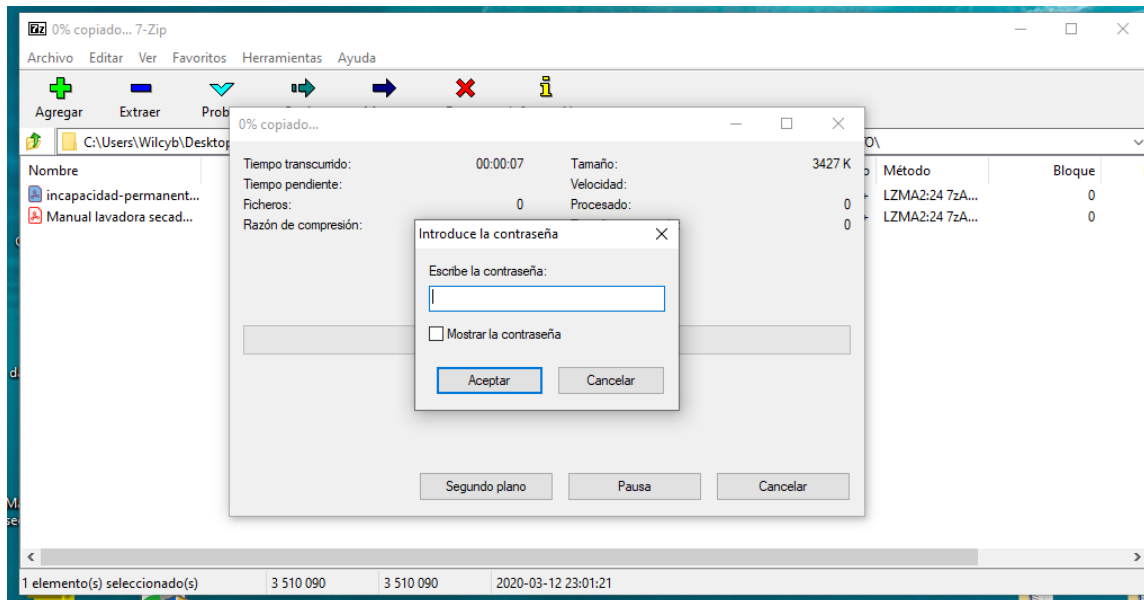 0% copiado... 7-Zip
Archivo Editar Ver Favoritos Herramientas Ayuda
Agregar Extraer Prob
0% copiado...
C:\Users\Wilcyb\Desktop
O\
Nombre
Método Bloque
incapacidad-permanent... LZMA2:24 7zA... 0
Manual lavadora secad... LZMA2:24 7zA... 0
Tiempo transcurrido: 00:00:07 Tamaño: 3427 K
Tiempo pendiente: Velocidad:
Ficheros: 0 Procesado: 0
Razón de compresión: 0
Introduce la contraseña
Escribe la contraseña:
Mostrar la contraseña
Aceptar Cancelar
Segundo plano Pausa Cancelar
1 elemento(s) seleccionado(s) 3 510 090 3 510 090 2020-03-12 23:01:21